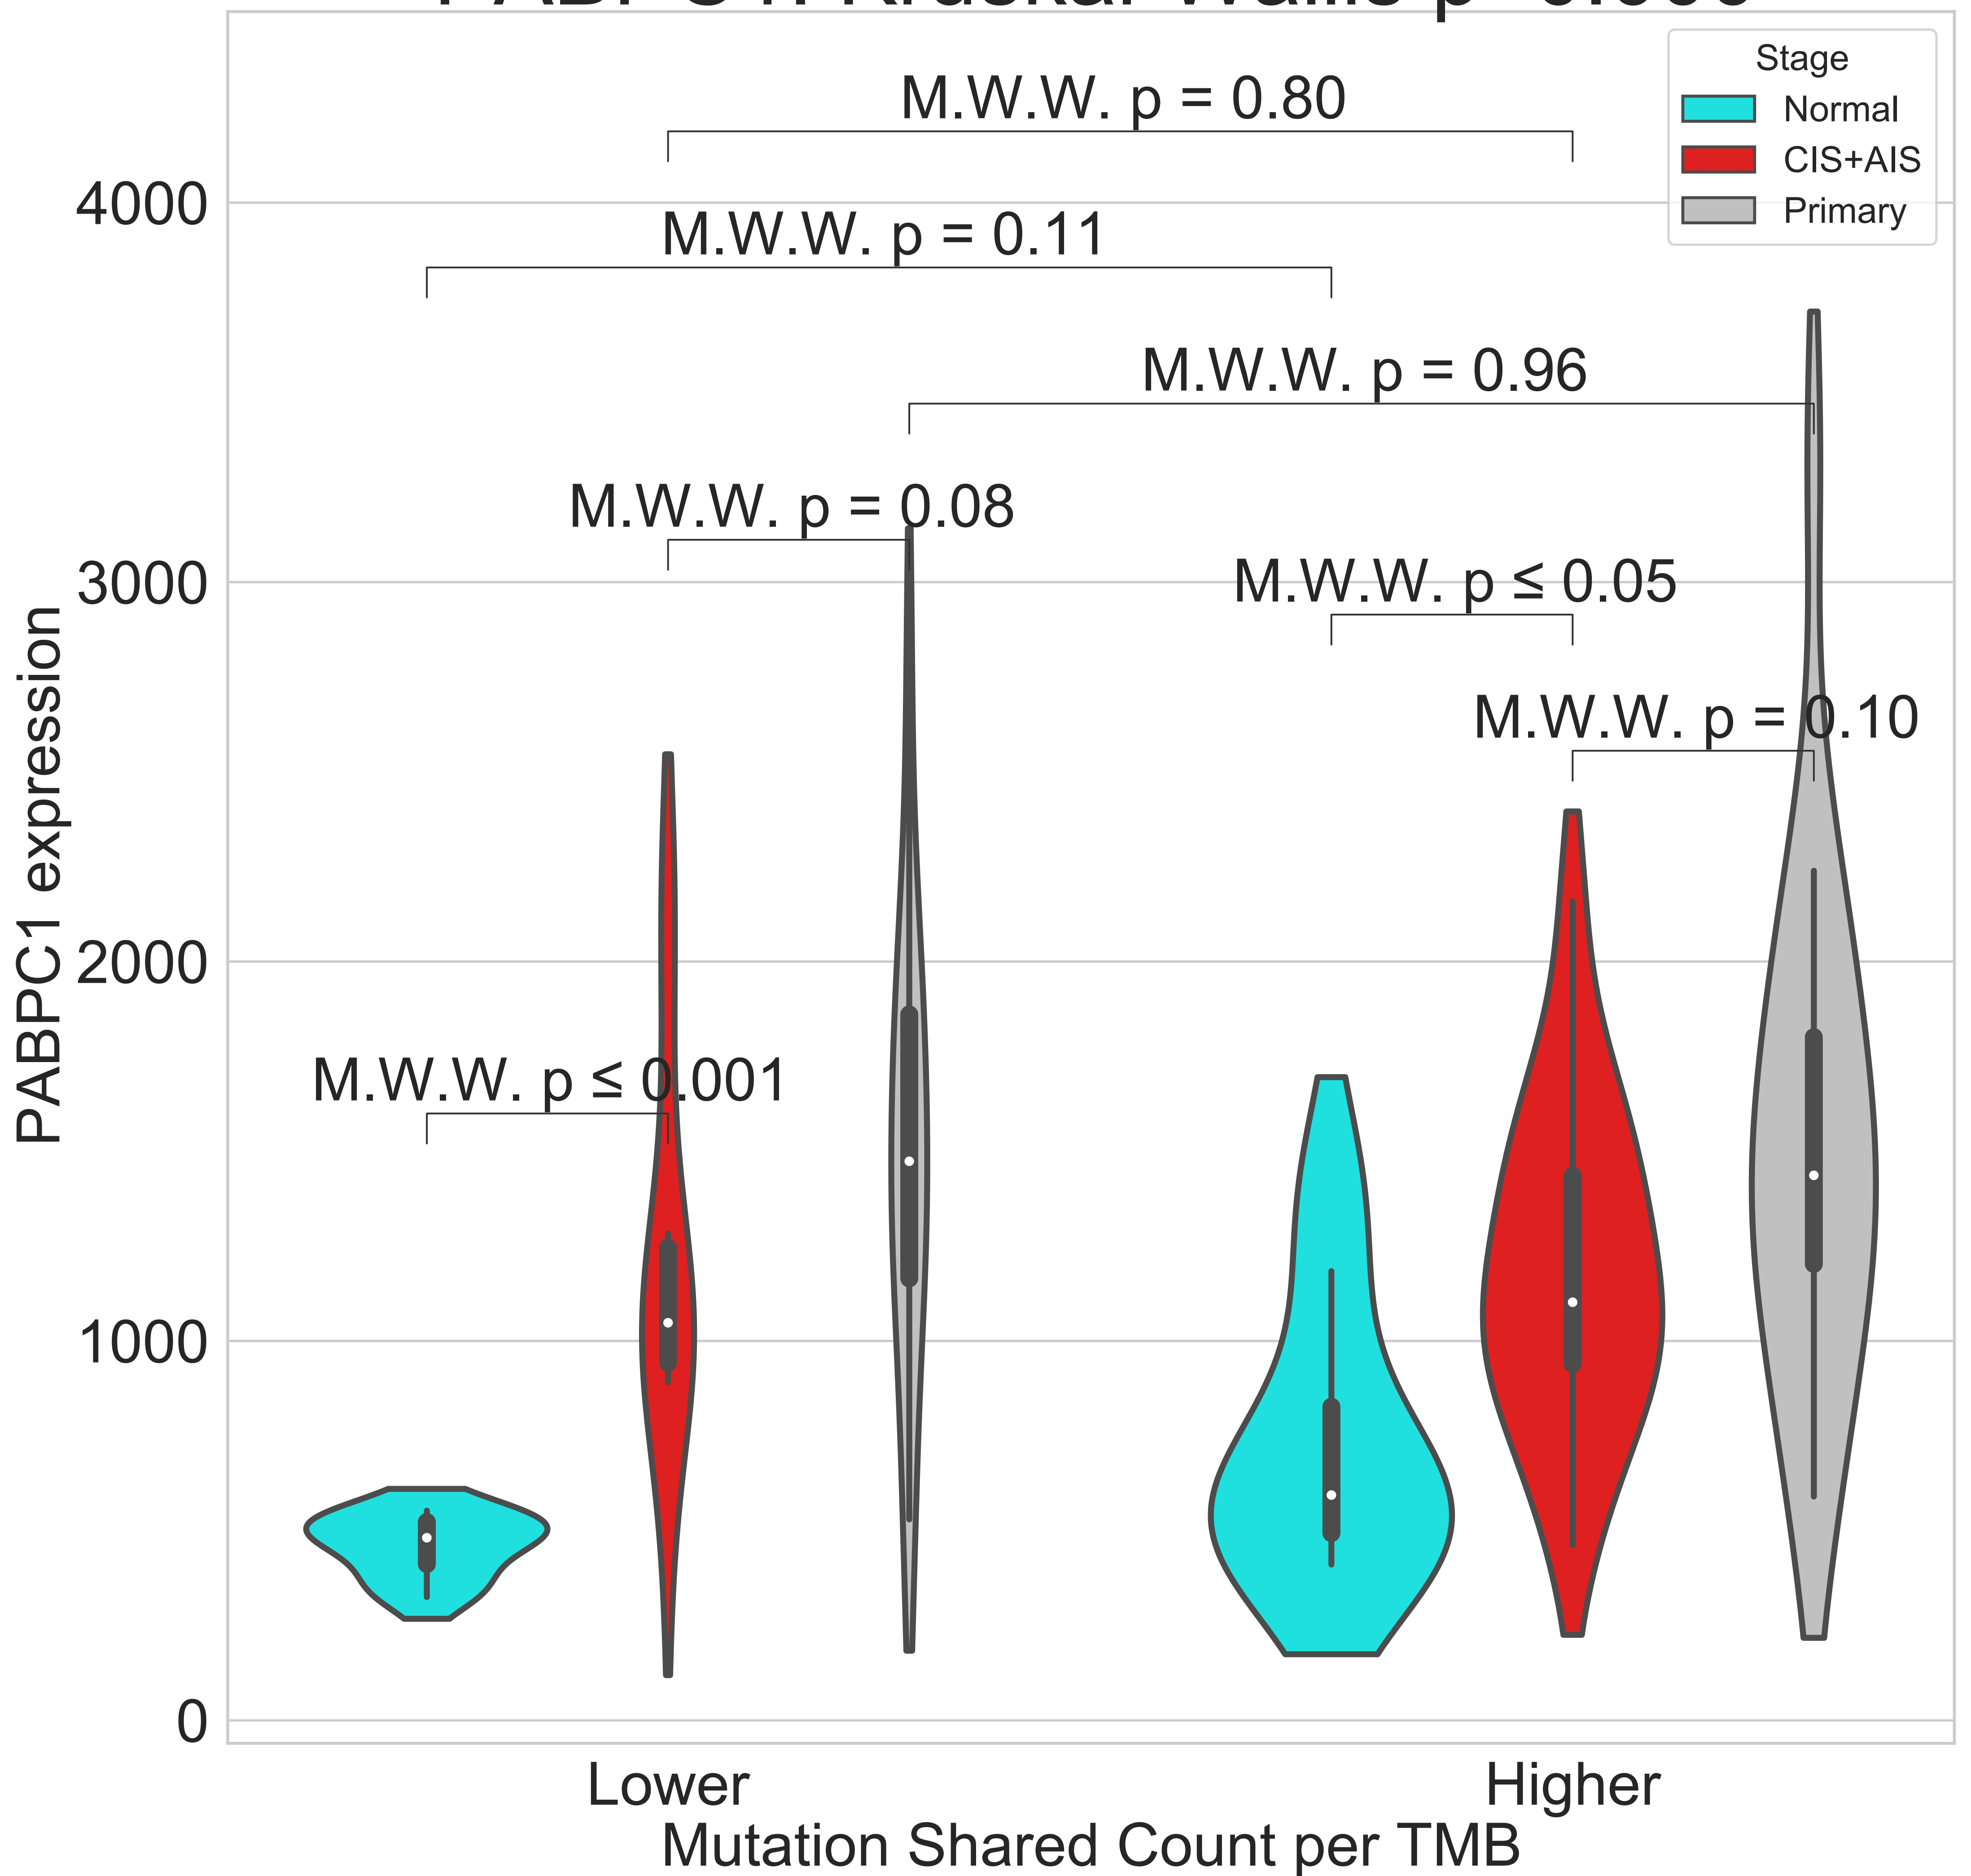 Stage
Normal
CIS+AIS
Primary
M.W.W. p = 0.80
M.W.W. p = 0.11
M.W.W. p = 0.96
M.W.W. p = 0.08
M.W.W. p ≤ 0.05
M.W.W. p = 0.10
M.W.W. p ≤ 0.001
4000
3000
2000
1000
0
PABPC1 expression
Lower
Higher
Mutation Shared Count per TMB